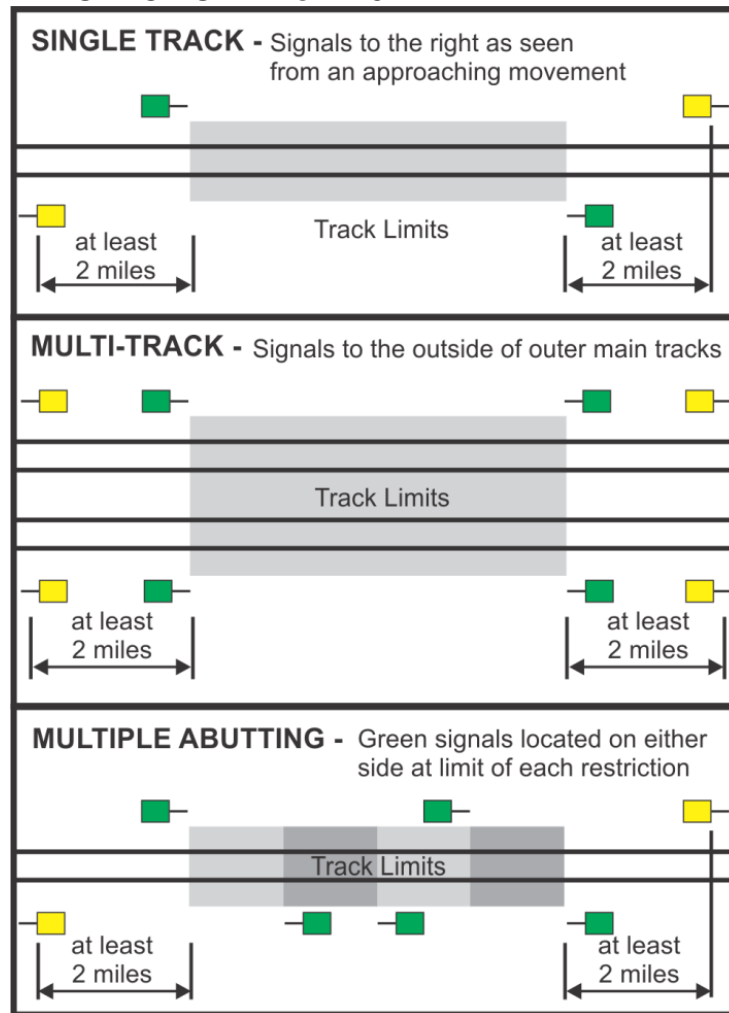 SINGLE TRACK - Signals to the right as seen
from an approaching movement
Track Limits
at least
2 miles
at least
2 miles
MULTI-TRACK - Signals to the outside of outer main tracks
Track Limits
at least
2 miles
at least
2 miles
MULTIPLE ABUTTING - Green signals located on either
side at limit of each restriction
Track Limits
at least
2 miles
at least
2 miles